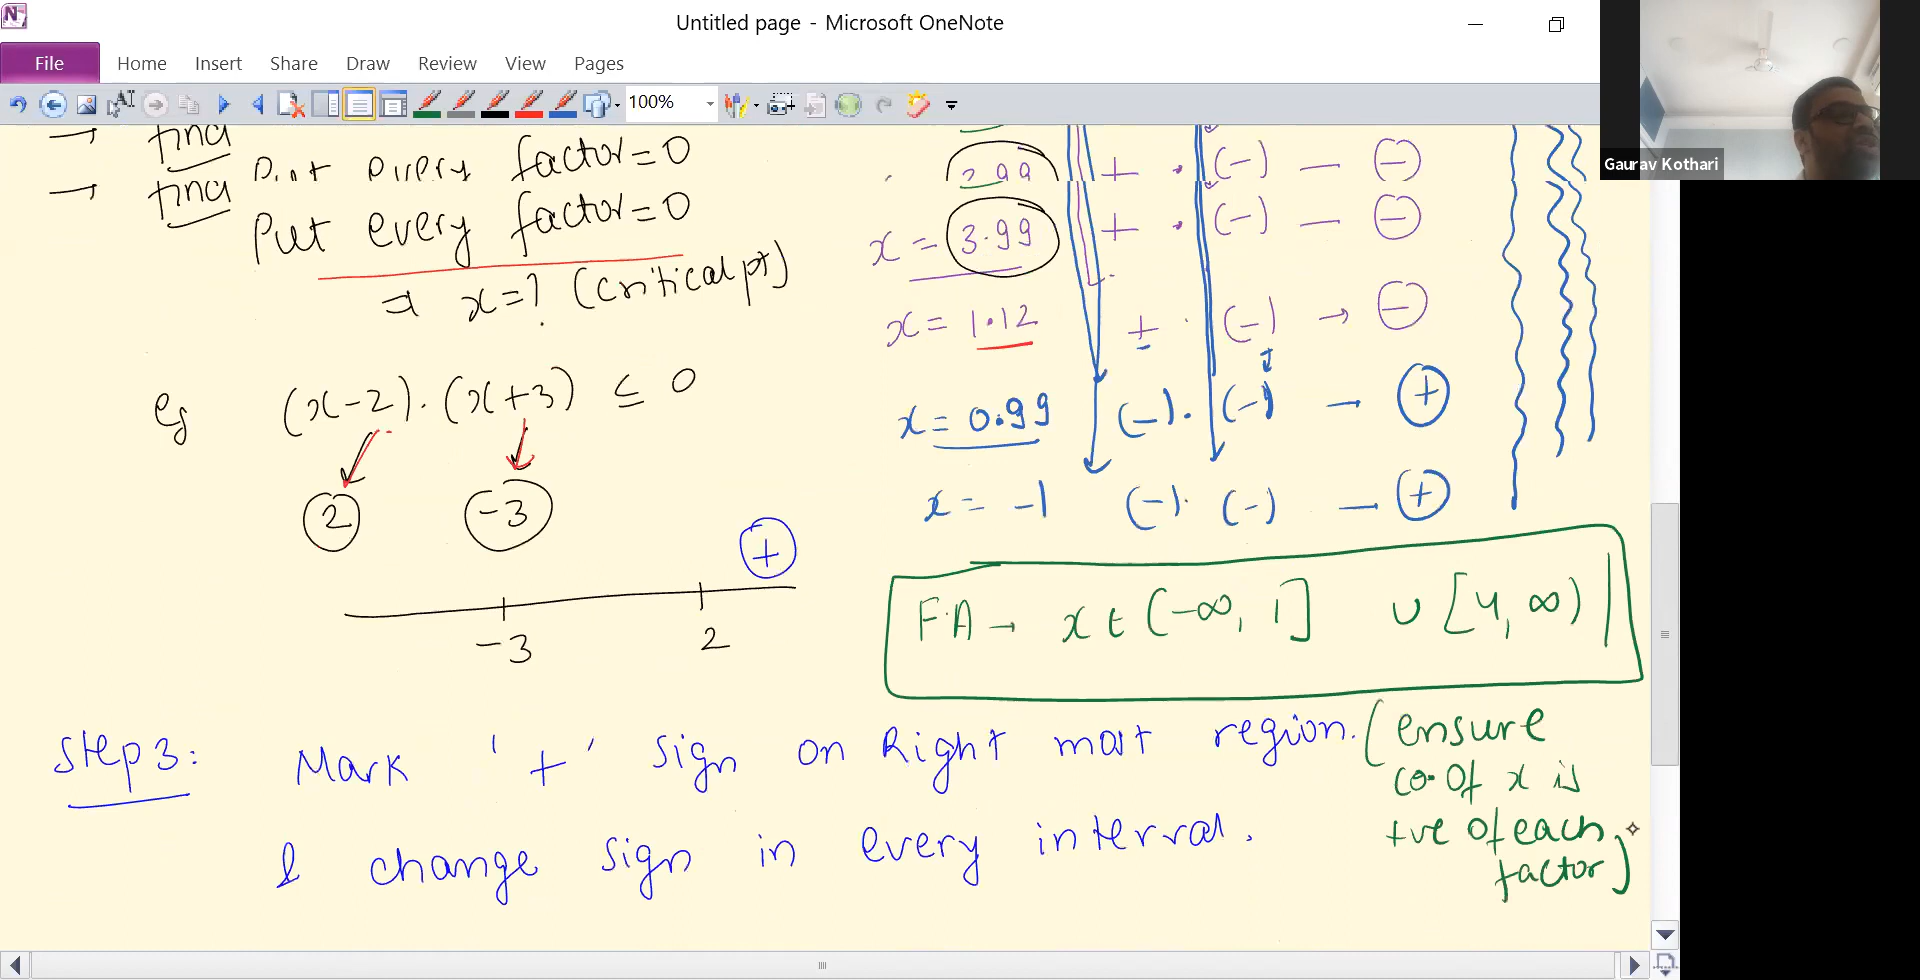 Untitled page - Microsoft OneNote
File Home Insert Share Draw Review View Pages
100%
Gaurav Kothari
→ find
factor=0
→ find Put every factor=0
⇒ x=? (Critical pt)
eg (x-2).(x+3) ≤ 0
2 -3
+
-3 2
2.99 + . (-) — (-)
x = 3.99 + . (-) — (-)
x = 1.12 + . (-) → (-)
x = 0.99 (-). (-) → (+)
x = -1 (-). (-) — (+)
F.A → x ∈ (-∞, 1] ∪ [4, ∞)
Step 3: Mark '+' sign on Right most region. (ensure
co. of x is
+ve of each
factor)
& change sign in every interval.